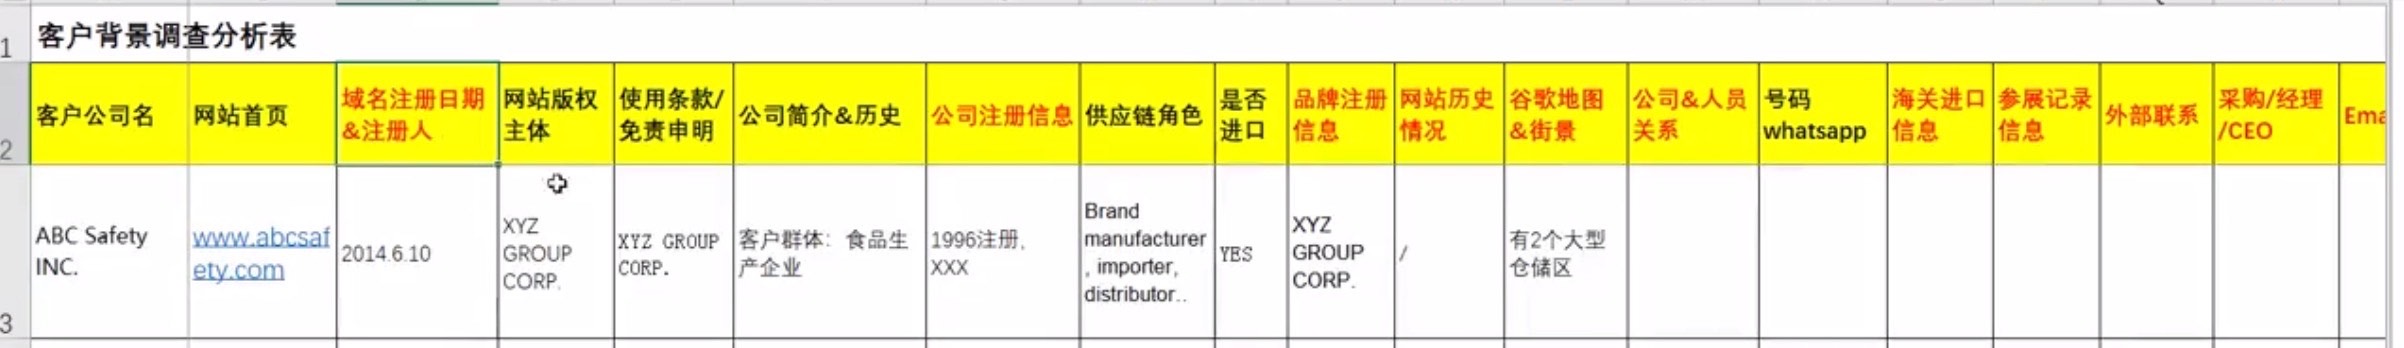 1
客户背景调查分析表
2
客户公司名
网站首页
域名注册日期
&注册人
网站版权
主体
使用条款/
免责申明
公司简介&历史
公司注册信息
供应链角色
是否
进口
品牌注册
信息
网站历史
情况
谷歌地图
&街景
公司&人员
关系
号码
whatsapp
海关进口
信息
参展记录
信息
外部联系
采购/经理
/CEO
3
ABC Safety
INC.
www.abcsaf
ety.com
2014.6.10
XYZ
GROUP
CORP.
XYZ GROUP
CORP.
客户群体：食品生
产企业
1996注册,
XXX
Brand
manufacturer
, importer,
distributor..
YES
XYZ
GROUP
CORP.
/
有2个大型
仓储区